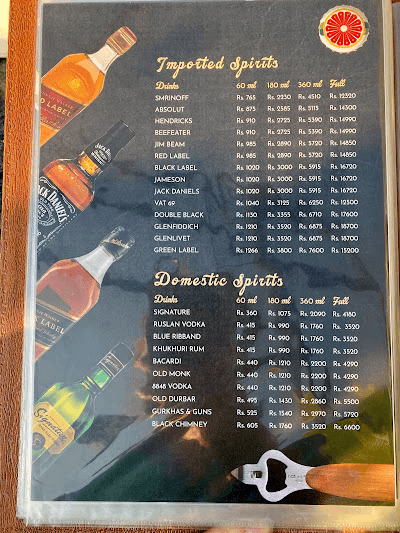 Imported Spirits
Drinks 60 ml 180 ml 360 ml Full
SMRINOFF Rs. 765 Rs. 2230 Rs. 4510 Rs. 12320
ABSOLUT Rs. 875 Rs. 2585 Rs. 5115 Rs. 14300
HENDRICKS Rs. 910 Rs. 2725 Rs. 5390 Rs. 14990
BEEFEATER Rs. 910 Rs. 2725 Rs. 5390 Rs. 14990
JIM BEAM Rs. 985 Rs. 2890 Rs. 5720 Rs. 14850
RED LABEL Rs. 985 Rs. 2890 Rs. 5720 Rs. 14850
BLACK LABEL Rs. 1020 Rs. 3000 Rs. 5915 Rs. 16720
JAMESON Rs. 1020 Rs. 3000 Rs. 5915 Rs. 16720
JACK DANIELS Rs. 1020 Rs. 3000 Rs. 5915 Rs. 16720
VAT 69 Rs. 1040 Rs. 3125 Rs. 6250 Rs. 12500
DOUBLE BLACK Rs. 1130 Rs. 3355 Rs. 6710 Rs. 17600
GLENFIDDICH Rs. 1210 Rs. 3520 Rs. 6875 Rs. 18700
GLENLIVET Rs. 1210 Rs. 3520 Rs. 6875 Rs. 18700
GREEN LABEL Rs. 1266 Rs. 3800 Rs. 7600 Rs. 15200
Domestic Spirits
Drinks 60 ml 180 ml 360 ml Full
SIGNATURE Rs. 360 Rs. 1075 Rs. 2090 Rs. 4180
RUSLAN VODKA Rs. 415 Rs. 990 Rs. 1760 Rs. 3520
BLUE RIBBAND Rs. 415 Rs. 990 Rs. 1760 Rs. 3520
KHUKHURI RUM Rs. 415 Rs. 990 Rs. 1760 Rs. 3520
BACARDI Rs. 440 Rs. 1210 Rs. 2200 Rs. 4290
OLD MONK Rs. 440 Rs. 1210 Rs. 2200 Rs. 4290
8848 VODKA Rs. 440 Rs. 1210 Rs. 2200 Rs. 4290
OLD DURBAR Rs. 495 Rs. 1430 Rs. 2860 Rs. 5500
GURKHAS & GUNS Rs. 525 Rs. 1540 Rs. 2970 Rs. 5720
BLACK CHIMNEY Rs. 605 Rs. 1760 Rs. 3520 Rs. 6600
JACK DANIEL'S
Signature